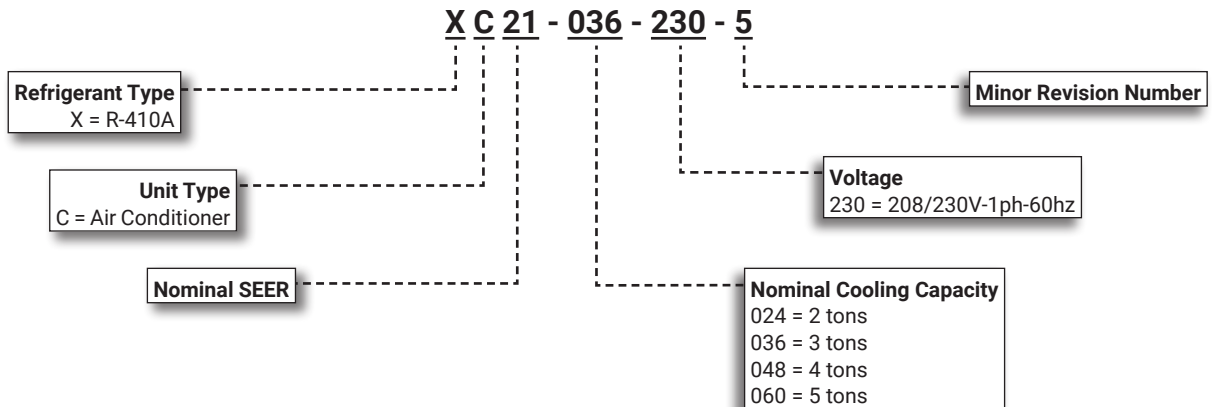 X C 21 - 036 - 230 - 5
Refrigerant Type
X = R-410A
Minor Revision Number
Unit Type
C = Air Conditioner
Voltage
230 = 208/230V-1ph-60hz
Nominal SEER
Nominal Cooling Capacity
024 = 2 tons
036 = 3 tons
048 = 4 tons
060 = 5 tons